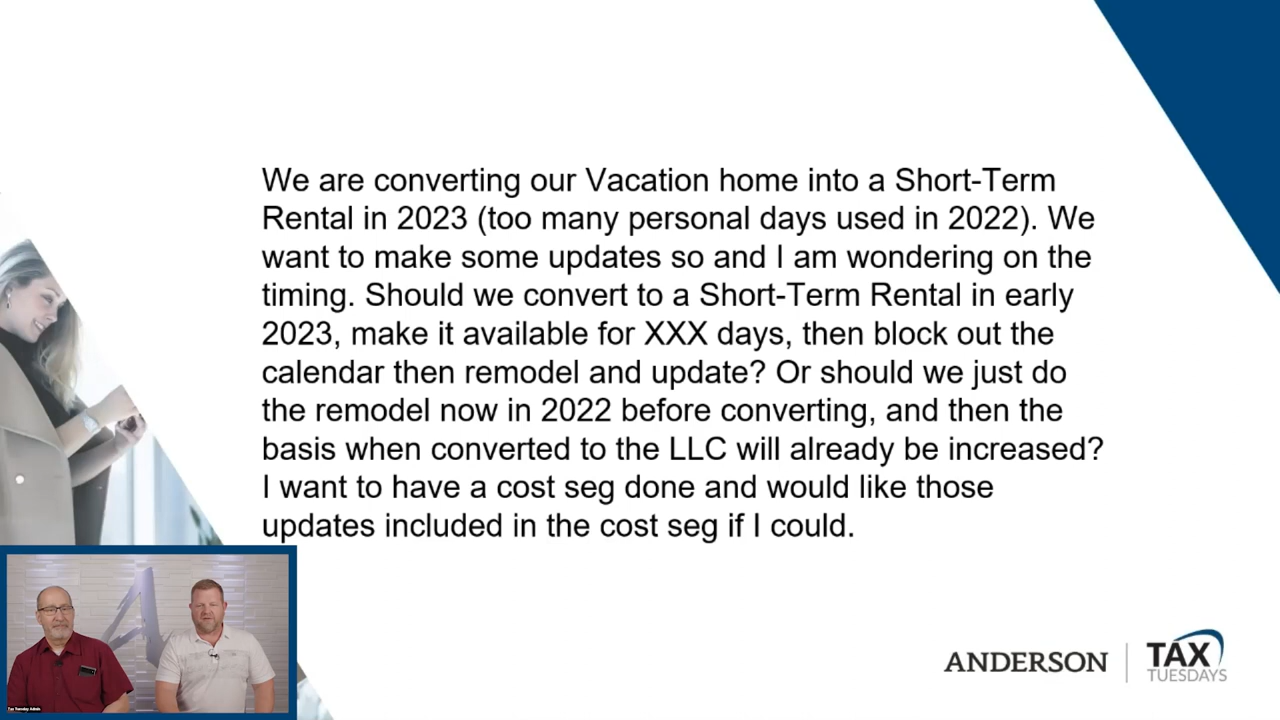 We are converting our Vacation home into a Short-Term
Rental in 2023 (too many personal days used in 2022). We
want to make some updates so and I am wondering on the
timing. Should we convert to a Short-Term Rental in early
2023, make it available for XXX days, then block out the
calendar then remodel and update? Or should we just do
the remodel now in 2022 before converting, and then the
basis when converted to the LLC will already be increased?
I want to have a cost seg done and would like those
updates included in the cost seg if I could.
Tax Tuesday Admin
ANDERSON
TAX
TUESDAYS